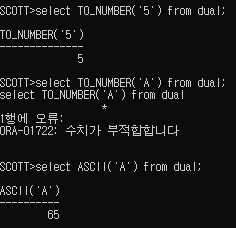 SCOTT>select TO_NUMBER('5') from dual;
TO_NUMBER('5')
--------------
5
SCOTT>select TO_NUMBER('A') from dual;
select TO_NUMBER('A') from dual
*
1행에 오류:
ORA-01722: 수치가 부적합합니다
SCOTT>select ASCII('A') from dual;
ASCII('A')
----------
65